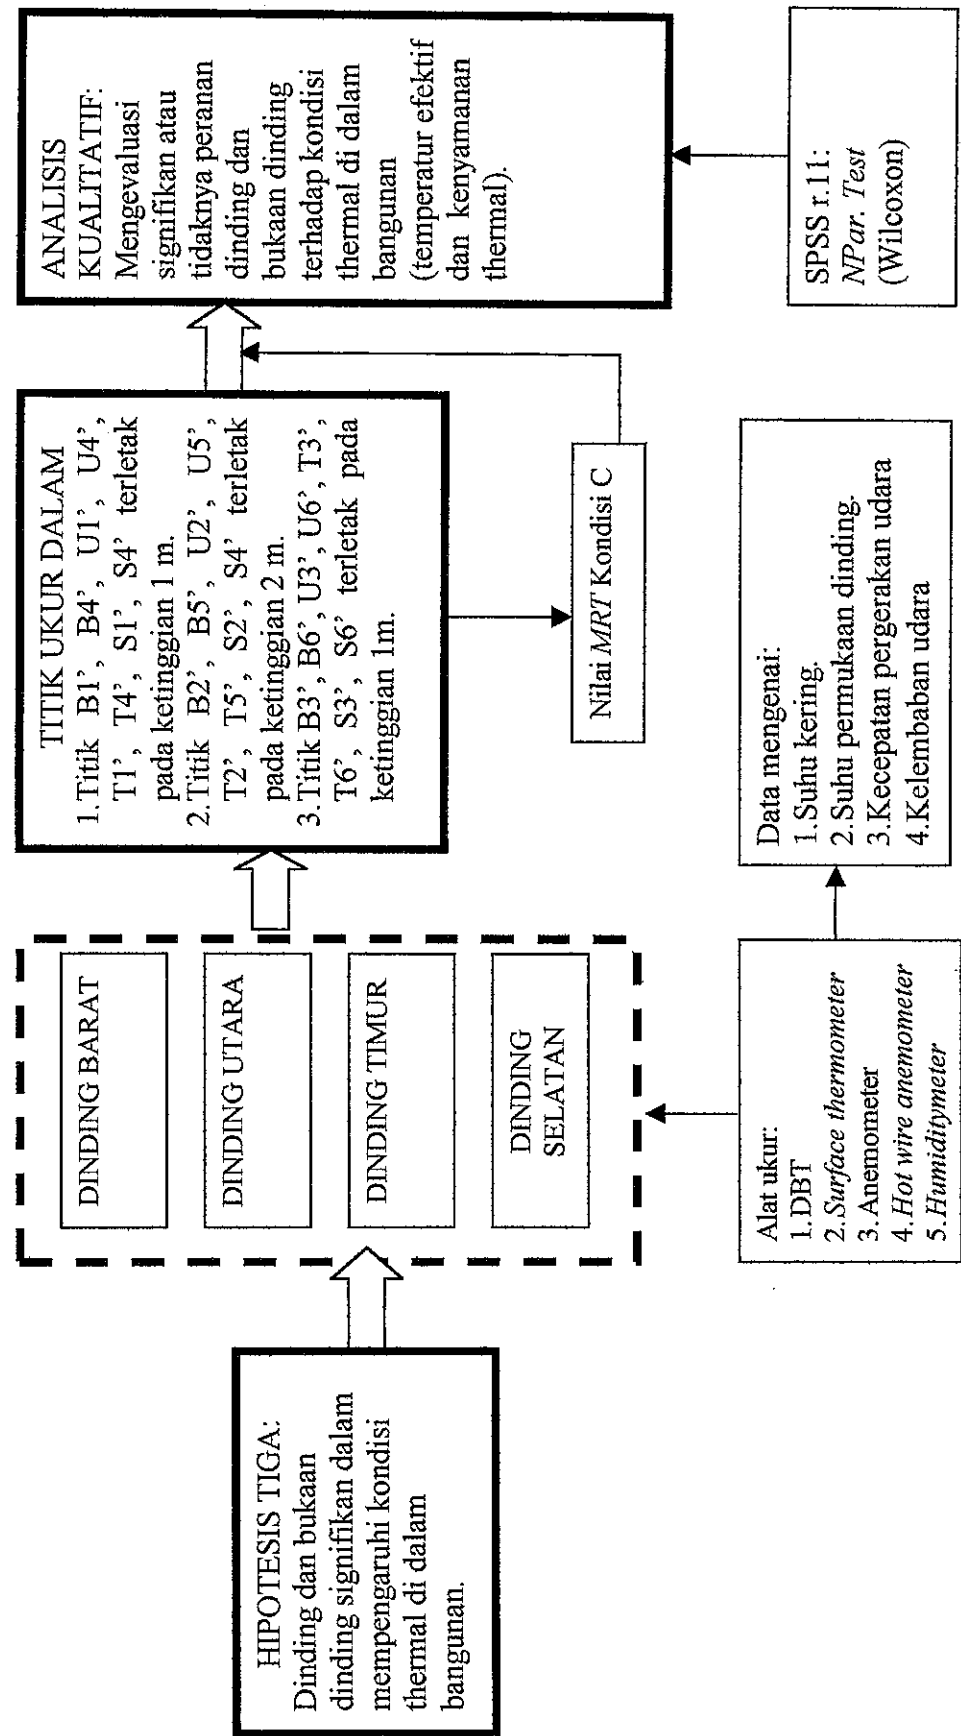 HIPOTESIS TIGA:
Dinding dan bukaan
dinding signifikan dalam
mempengaruhi kondisi
thermal di dalam
bangunan.
DINDING BARAT
DINDING UTARA
DINDING TIMUR
DINDING
SELATAN
Alat ukur:
1.DBT
2.Surface thermometer
3.Anemometer
4.Hot wire anemometer
5.Humiditymeter
TITIK UKUR DALAM
1.Titik B1’, B4’, U1’, U4’,
T1’, T4’, S1’, S4’ terletak
pada ketinggian 1 m.
2.Titik B2’, B5’, U2’, U5’,
T2’, T5’, S2’, S4’ terletak
pada ketinggian 2 m.
3.Titik B3’, B6’, U3’, U6’, T3’,
T6’, S3’, S6’ terletak pada
ketinggian 1m.
Nilai MRT Kondisi C
Data mengenai:
1.Suhu kering.
2.Suhu permukaan dinding.
3.Kecepatan pergerakan udara
4.Kelembaban udara
ANALISIS
KUALITATIF:
Mengevaluasi
signifikan atau
tidaknya peranan
dinding dan
bukaan dinding
terhadap kondisi
thermal di dalam
bangunan
(temperatur efektif
dan kenyamanan
thermal).
SPSS r.11:
NPar. Test
(Wilcoxon)